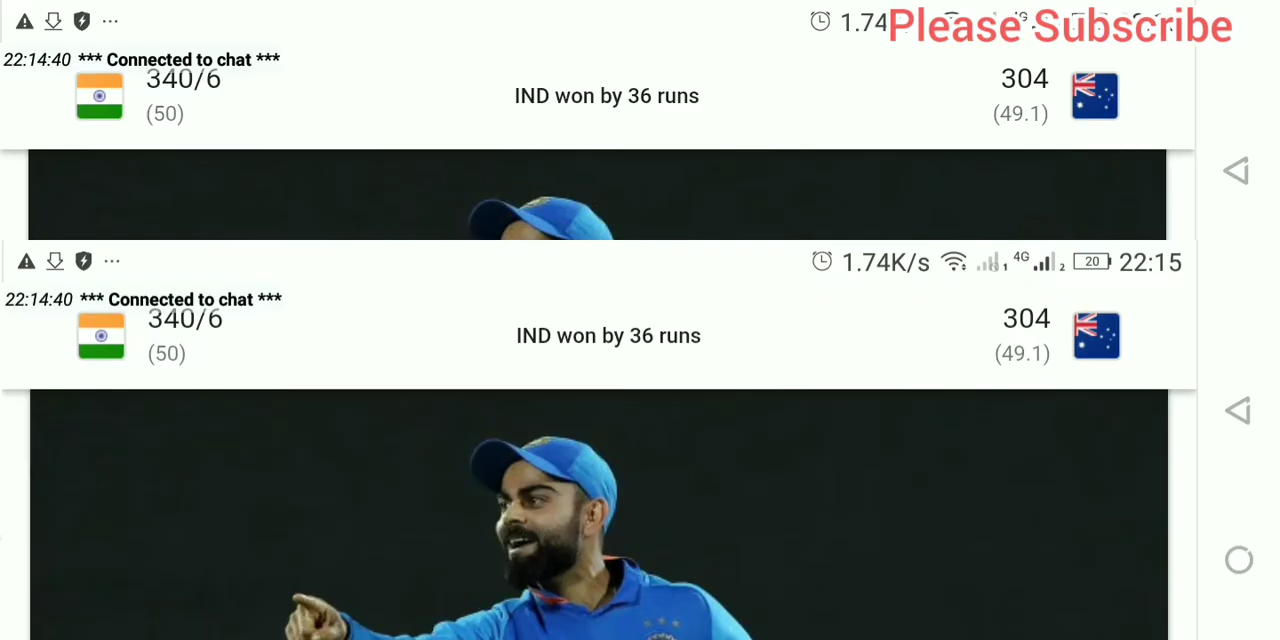 1.74
Please Subscribe
22:14:40 *** Connected to chat ***
340/6
(50)
IND won by 36 runs
304
(49.1)
1.74K/s
1
4G
2
20
22:15
22:14:40 *** Connected to chat ***
340/6
(50)
IND won by 36 runs
304
(49.1)